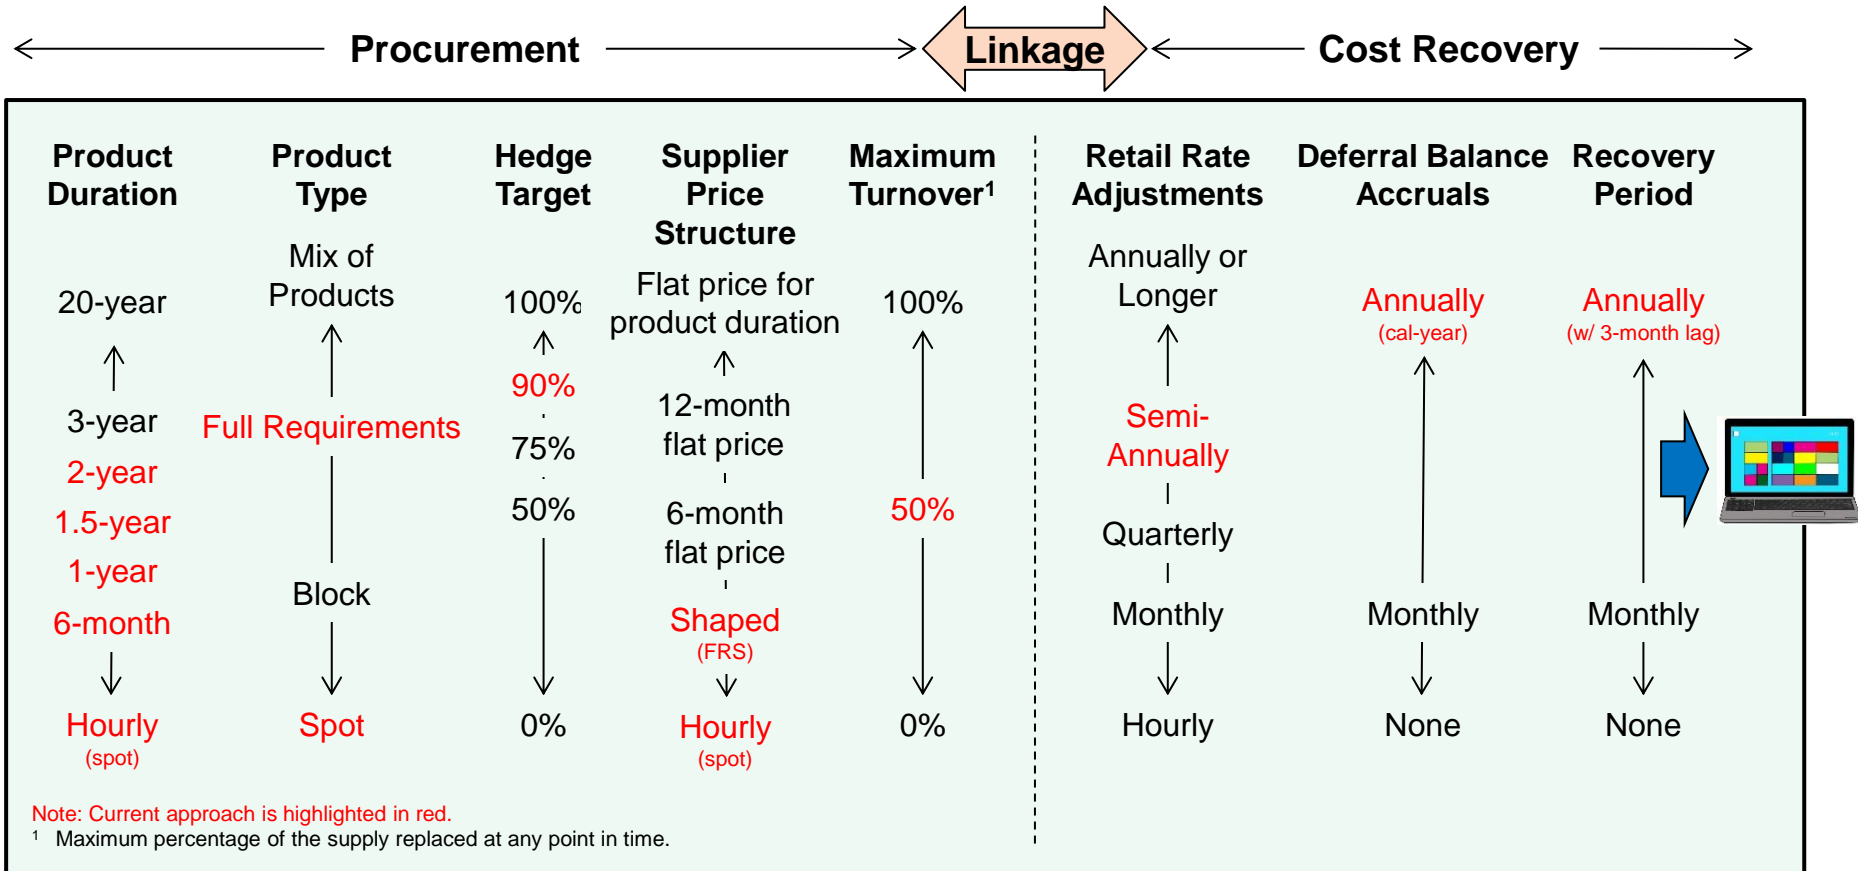 Procurement
Linkage
Cost Recovery
Product
Duration
20-year
3-year
2-year
1.5-year
1-year
6-month
Hourly
(spot)
Product
Type
Mix of
Products
Full Requirements
Block
Spot
Hedge
Target
100%
90%
75%
50%
0%
Supplier
Price
Structure
Flat price for
product duration
12-month
flat price
6-month
flat price
Shaped
(FRS)
Hourly
(spot)
Maximum
Turnover¹
100%
50%
0%
Retail Rate
Adjustments
Annually or
Longer
Semi-
Annually
Quarterly
Monthly
Hourly
Deferral Balance
Accruals
Annually
(cal-year)
Monthly
None
Recovery
Period
Annually
(w/ 3-month lag)
Monthly
None
Note: Current approach is highlighted in red.
¹ Maximum percentage of the supply replaced at any point in time.